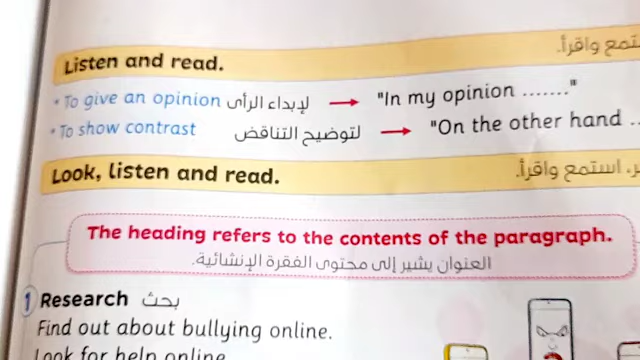 Listen and read. استمع واقرأ.
* To give an opinion لإبداء الرأى → "In my opinion ......."
* To show contrast لتوضيح التناقض → "On the other hand ..
Look, listen and read. استمع واقرأ.
The heading refers to the contents of the paragraph.
العنوان يشير إلى محتوى الفقرة الإنشائية.
1 Research بحث
Find out about bullying online.
Look for help online